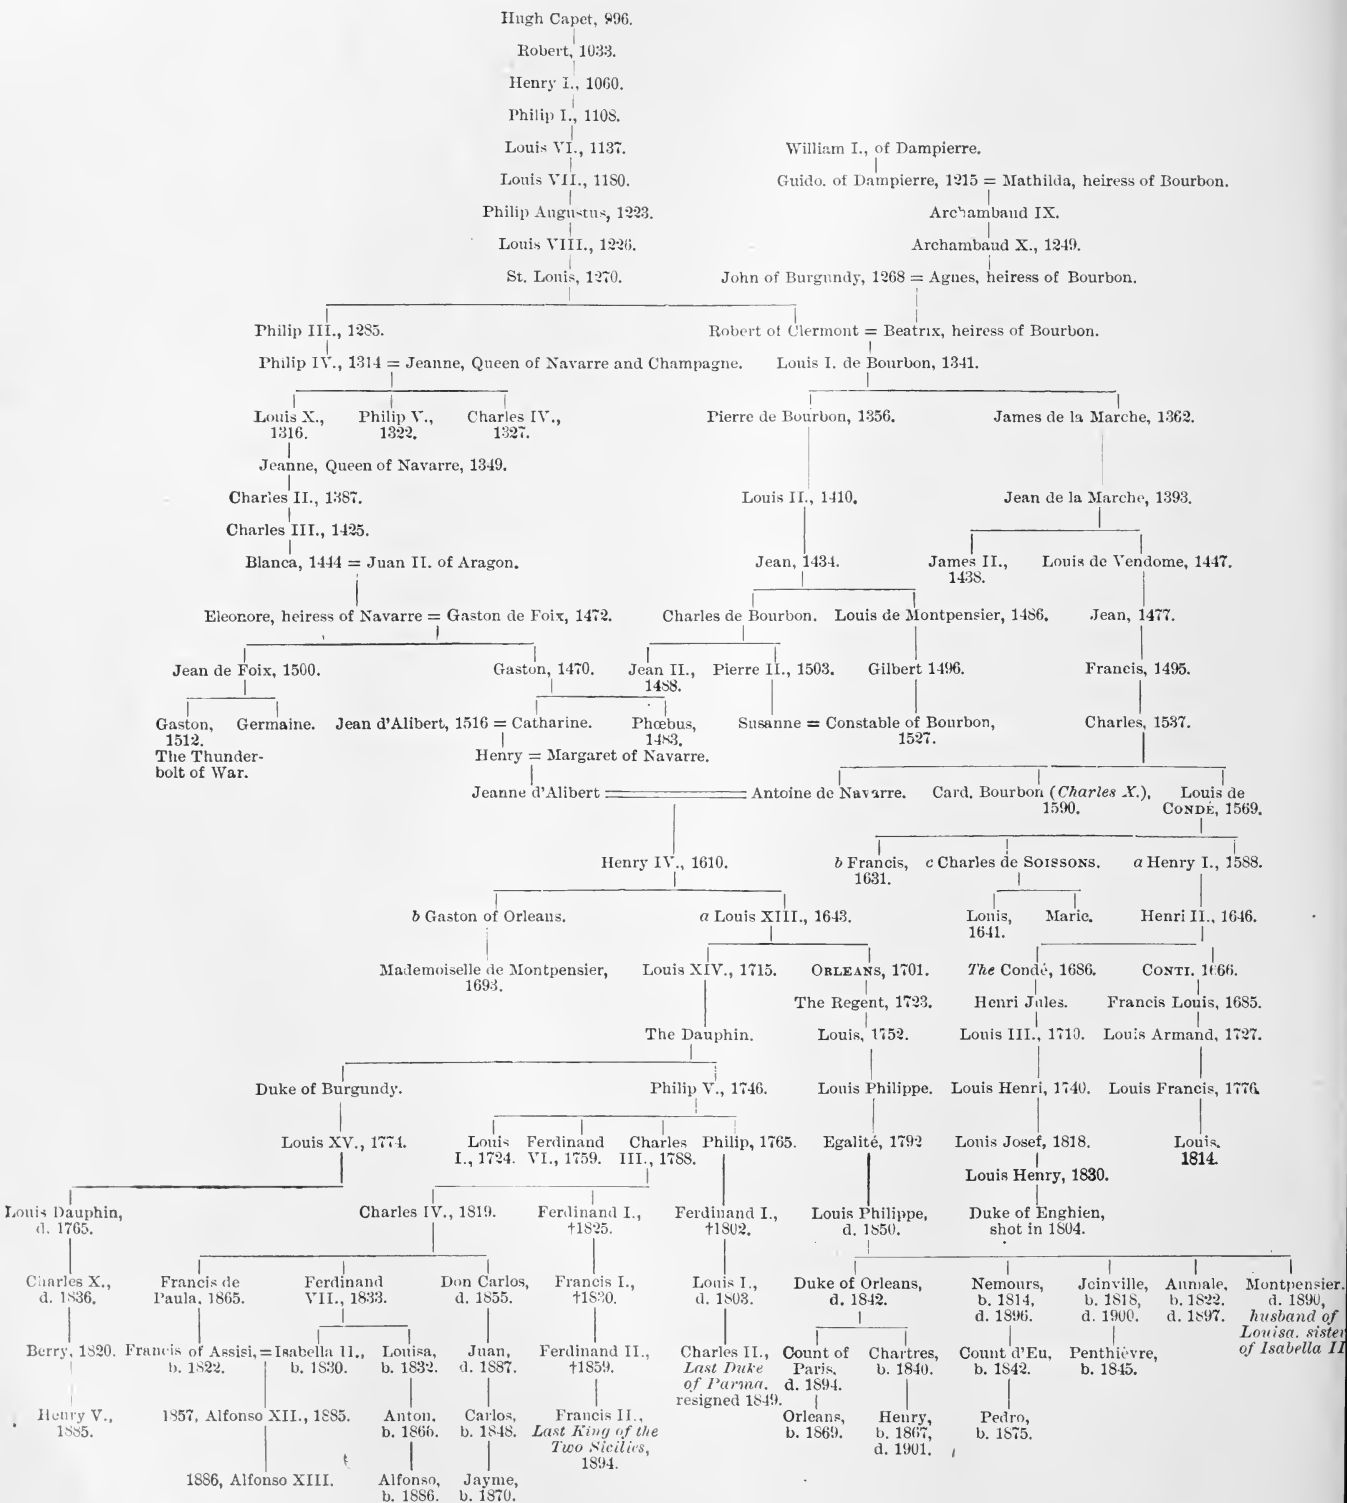 Hugh Capet, 996.
Robert, 1033.
Henry I., 1060.
Philip I., 1108.
Louis VI., 1137. William I., of Dampierre.
Louis VII., 1180. Guido. of Dampierre, 1215 = Mathilda, heiress of Bourbon.
Philip Augustus, 1223. Archambaud IX.
Louis VIII., 1226. Archambaud X., 1249.
St. Louis, 1270. John of Burgundy, 1268 = Agnes, heiress of Bourbon.
Philip III., 1285. Robert of Clermont = Beatrix, heiress of Bourbon.
Philip IV., 1314 = Jeanne, Queen of Navarre and Champagne. Louis I. de Bourbon, 1341.
Louis X., Philip V., Charles IV., Pierre de Bourbon, 1356. James de la Marche, 1362.
1316. 1322. 1327.
Jeanne, Queen of Navarre, 1349.
Charles II., 1387. Louis II., 1410. Jean de la Marche, 1393.
Charles III., 1425.
Blanca, 1444 = Juan II. of Aragon. Jean, 1434. James II., Louis de Vendome, 1447.
1438.
Eleonore, heiress of Navarre = Gaston de Foix, 1472. Charles de Bourbon. Louis de Montpensier, 1486. Jean, 1477.
Jean de Foix, 1500. Gaston, 1470. Jean II., Pierre II., 1503. Gilbert 1496. Francis, 1495.
1488.
Gaston, Germaine. Jean d'Alibert, 1516 = Catharine. Phœbus, Susanne = Constable of Bourbon, Charles, 1537.
1512. 1483. 1527.
The Thunder- Henry = Margaret of Navarre.
bolt of War.
Jeanne d'Alibert = Antoine de Navarre. Card. Bourbon (Charles X.), Louis de
1590. CONDÉ, 1569.
Henry IV., 1610. b Francis, c Charles de SOISSONS. a Henry I., 1588.
1631.
b Gaston of Orleans. a Louis XIII., 1643. Louis, Marie. Henri II., 1646.
1641.
Mademoiselle de Montpensier, Louis XIV., 1715. ORLEANS, 1701. The Condé, 1686. CONTI. 1666.
1693.
The Regent, 1723. Henri Jules. Francis Louis, 1685.
The Dauphin. Louis, 1752. Louis III., 1710. Louis Armand, 1727.
Duke of Burgundy. Philip V., 1746. Louis Philippe. Louis Henri, 1740. Louis Francis, 1776.
Louis XV., 1774. Louis Ferdinand Charles Philip, 1765. Egalité, 1792 Louis Josef, 1818. Louis.
I., 1724. VI., 1759. III., 1788. 1814.
Louis Henry, 1830.
Louis Dauphin, Charles IV., 1819. Ferdinand I., Ferdinand I., Louis Philippe, Duke of Enghien,
d. 1765. †1825. †1802. d. 1850. shot in 1804.
Charles X., Francis de Ferdinand Don Carlos, Francis I., Louis I., Duke of Orleans, Nemours, Joinville, Aumale, Montpensier.
d. 1836. Paula, 1865. VII., 1833. d. 1855. †1830. d. 1803. d. 1842. b. 1814, b. 1818, b. 1822. d. 1890,
d. 1896. d. 1900. d. 1897. husband of
Louisa. sister
Berry, 1820. Francis of Assisi, = Isabella II., Louisa, Juan, Ferdinand II., Charles II., Count of Chartres, Count d'Eu, Penthièvre, of Isabella II
b. 1822. b. 1830. b. 1832. d. 1887. †1859. Last Duke Paris, b. 1840. b. 1842. b. 1845.
of Parma. d. 1894.
resigned 1849.
Henry V., 1857, Alfonso XII., 1885. Anton. Carlos, Francis II., Orleans, Henry, Pedro,
1885. b. 1866. b. 1848. Last King of the b. 1869. b. 1867, b. 1875.
Two Sicilies, d. 1901.
1894.
1886, Alfonso XIII. Alfonso, Jayme,
b. 1886. b. 1870.